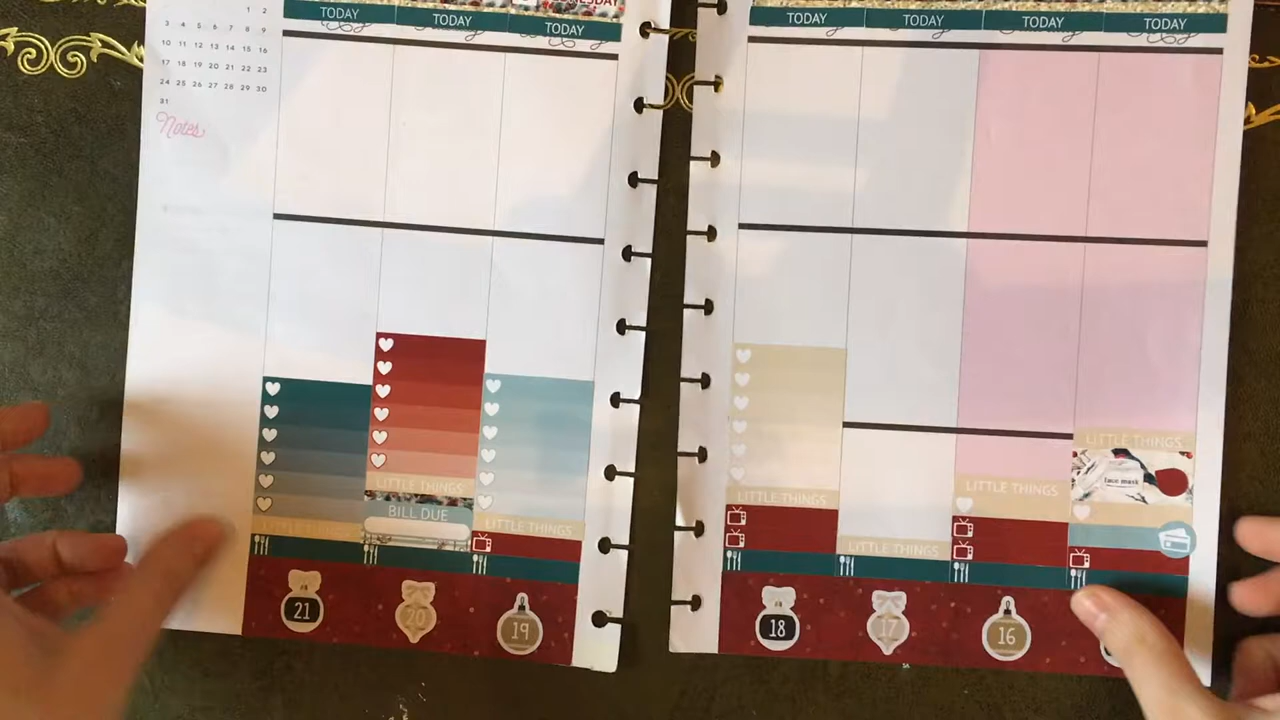 1 2
3 4 5 6 7 8 9
10 11 12 13 14 15 16
17 18 19 20 21 22 23
24 25 26 27 28 29 30
31
Notes
TODAY
TODAY
TODAY
LITTLE THINGS
LITTLE THINGS
BILL DUE
LITTLE THINGS
21
20
19
TODAY
TODAY
TODAY
TODAY
LITTLE THINGS
LITTLE THINGS
LITTLE THINGS
LITTLE THINGS
face mask
18
17
16